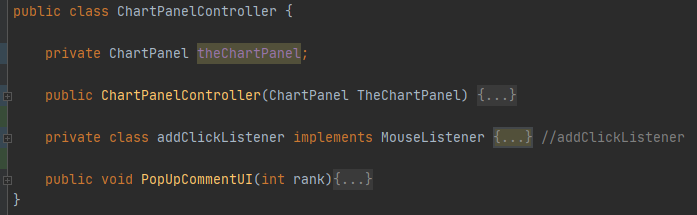 public class ChartPanelController {
private ChartPanel theChartPanel;
public ChartPanelController(ChartPanel TheChartPanel) {...}
private class addClickListener implements MouseListener {...} //addClickListener
public void PopUpCommentUI(int rank){...}
}